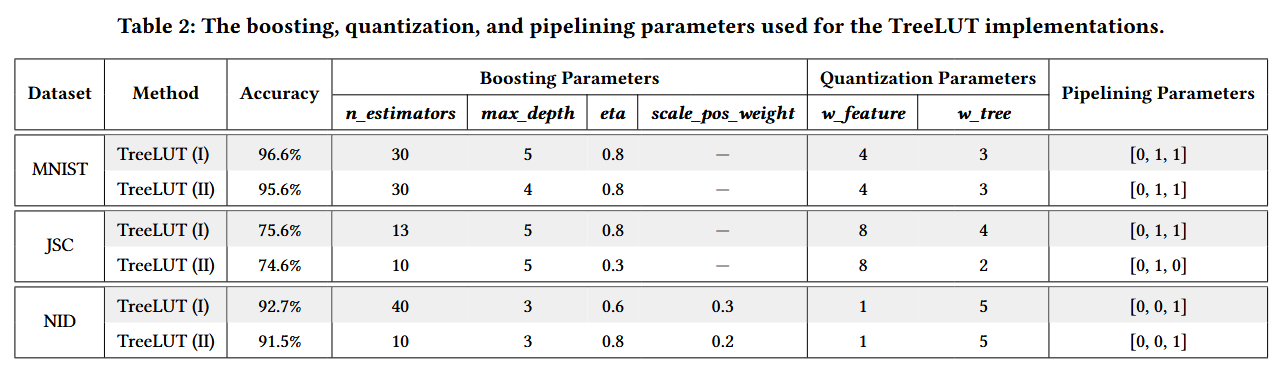 Table 2: The boosting, quantization, and pipelining parameters used for the TreeLUT implementations.
Dataset Method Accuracy Boosting Parameters Quantization Parameters Pipelining Parameters
n_estimators max_depth eta scale_pos_weight w_feature w_tree
MNIST TreeLUT (I) 96.6% 30 5 0.8 — 4 3 [0, 1, 1]
TreeLUT (II) 95.6% 30 4 0.8 — 4 3 [0, 1, 1]
JSC TreeLUT (I) 75.6% 13 5 0.8 — 8 4 [0, 1, 1]
TreeLUT (II) 74.6% 10 5 0.3 — 8 2 [0, 1, 0]
NID TreeLUT (I) 92.7% 40 3 0.6 0.3 1 5 [0, 0, 1]
TreeLUT (II) 91.5% 10 3 0.8 0.2 1 5 [0, 0, 1]